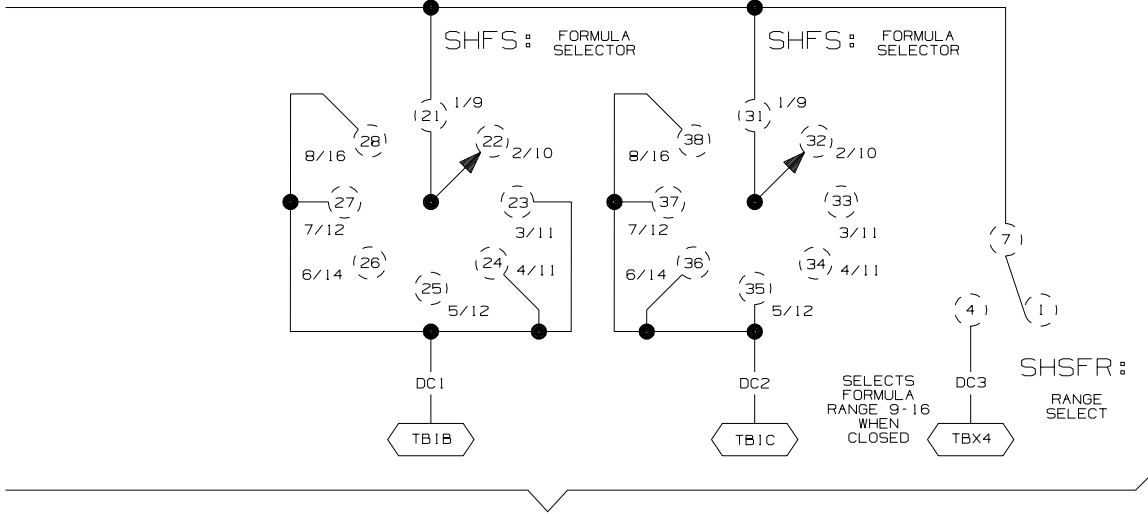 SHFS: FORMULA SELECTOR
SHFS: FORMULA SELECTOR
21 1/9
22 2/10
23
3/11
24 4/11
25
5/12
26
6/14
27
7/12
28
8/16
31 1/9
32 2/10
33
3/11
34 4/11
35
5/12
36
6/14
37
7/12
38
8/16
7
4
1
SHSFR:
RANGE
SELECT
SELECTS
FORMULA
RANGE 9-16
WHEN
CLOSED
DC1
DC2
DC3
TB1B
TB1C
TBX4